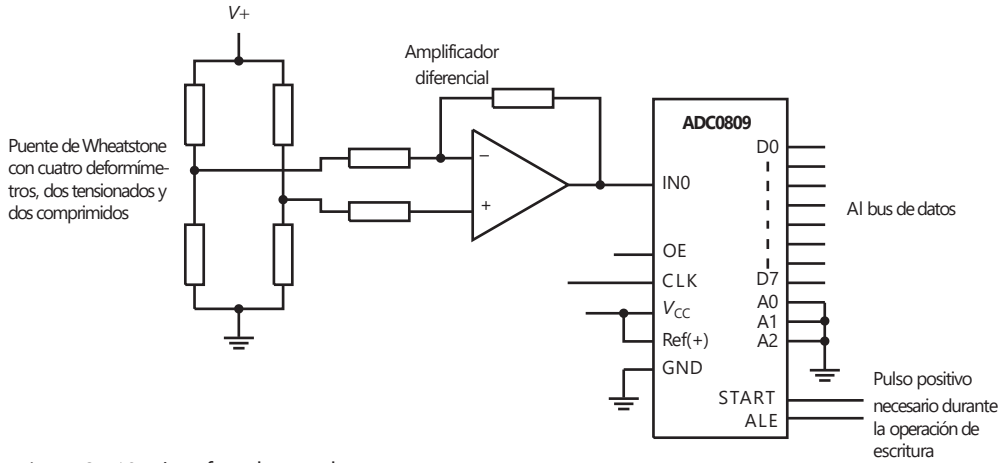 V+
Amplificador
diferencial
Puente de Wheatstone
con cuatro deformíme-
tros, dos tensionados y
dos comprimidos
−
+
ADC0809
IN0
OE
CLK
VCC
Ref(+)
GND
D0
D7
A0
A1
A2
START
ALE
Al bus de datos
Pulso positivo
necesario durante
la operación de
escritura